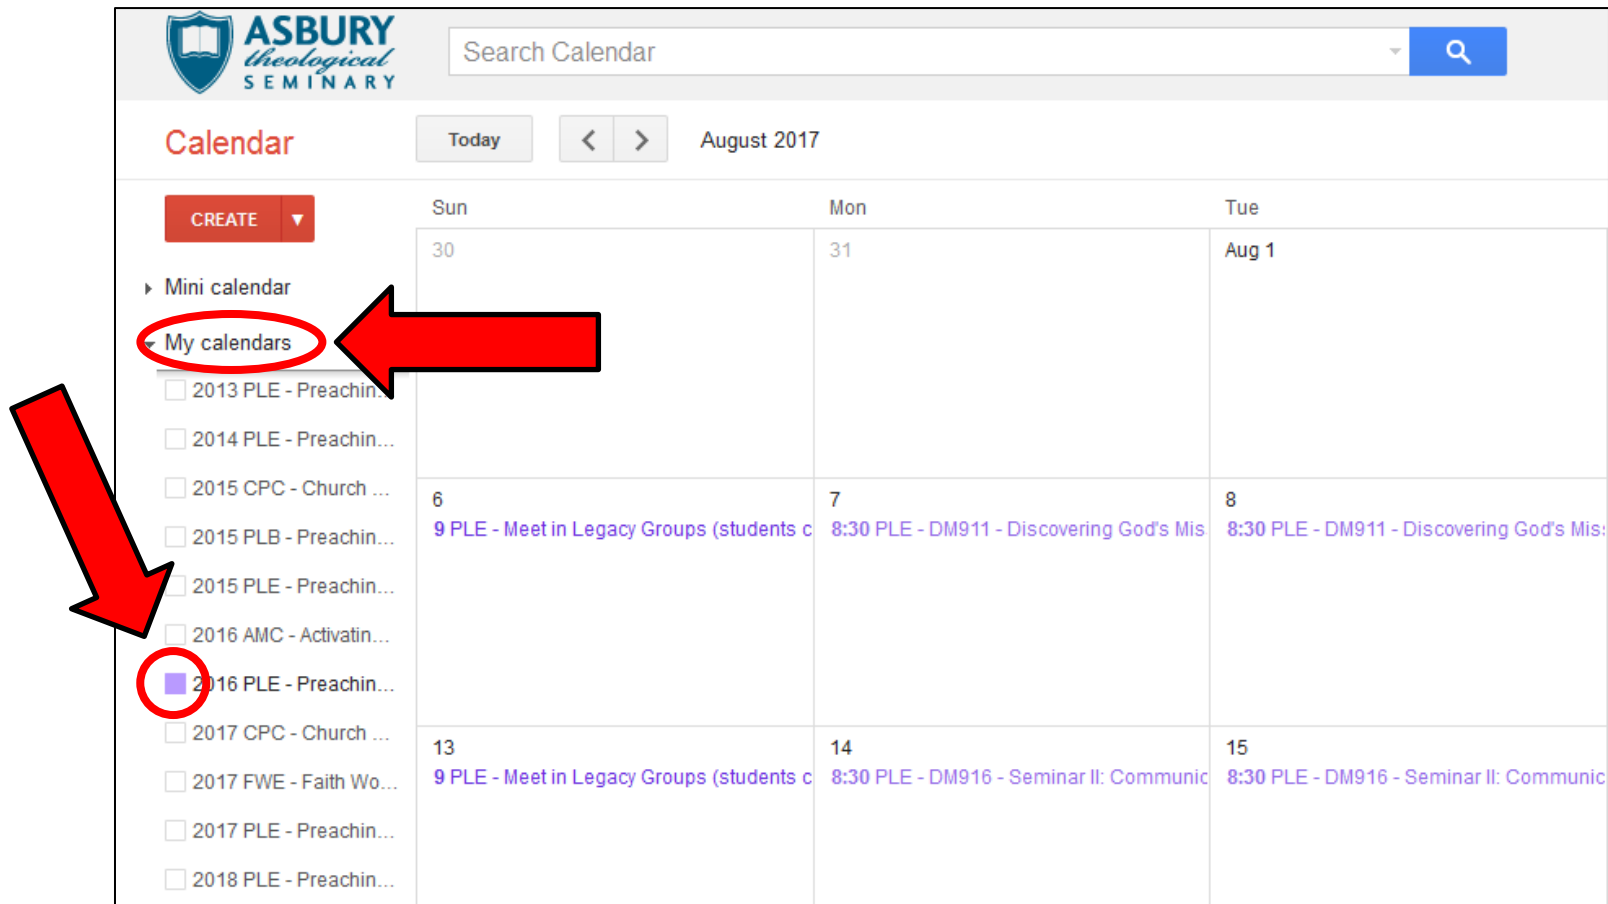 ASBURY
theological
SEMINARY
Search Calendar
Calendar
Today
August 2017
CREATE
Sun
Mon
Tue
30
31
Aug 1
Mini calendar
My calendars
2013 PLE - Preachin...
2014 PLE - Preachin...
2015 CPC - Church ...
2015 PLB - Preachin...
2015 PLE - Preachin...
2016 AMC - Activatin...
2016 PLE - Preachin...
2017 CPC - Church ...
2017 FWE - Faith Wo...
2017 PLE - Preachin...
2018 PLE - Preachin...
6
9 PLE - Meet in Legacy Groups (students c
7
8:30 PLE - DM911 - Discovering God's Mis
8
8:30 PLE - DM911 - Discovering God's Mis
13
9 PLE - Meet in Legacy Groups (students c
14
8:30 PLE - DM916 - Seminar II: Communic
15
8:30 PLE - DM916 - Seminar II: Communic